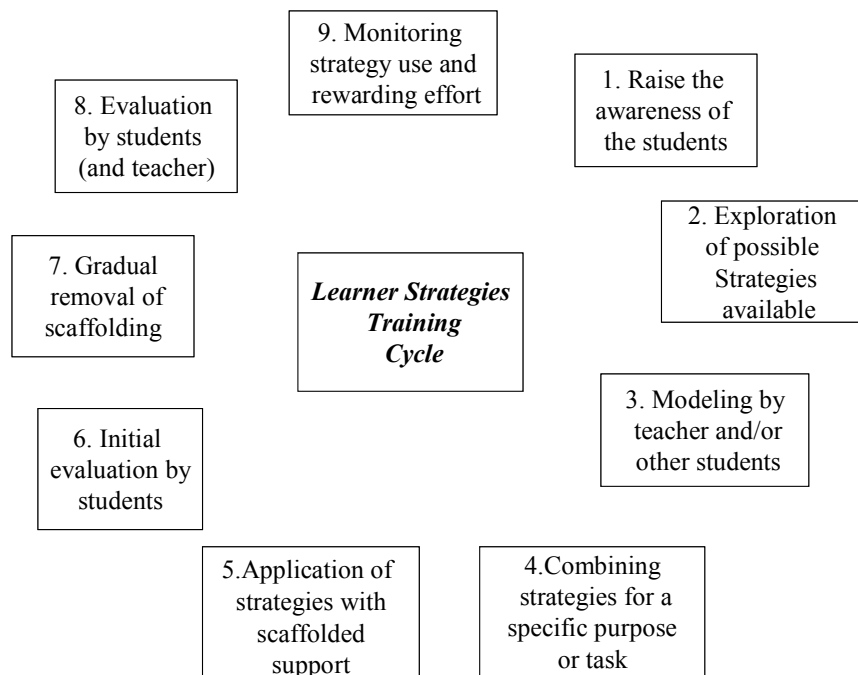 9. Monitoring
strategy use and
rewarding effort
1. Raise the
awareness of
the students
2. Exploration
of possible
Strategies
available
3. Modeling by
teacher and/or
other students
4.Combining
strategies for a
specific purpose
or task
5.Application of
strategies with
scaffolded
support
6. Initial
evaluation by
students
7. Gradual
removal of
scaffolding
8. Evaluation
by students
(and teacher)
Learner Strategies
Training
Cycle